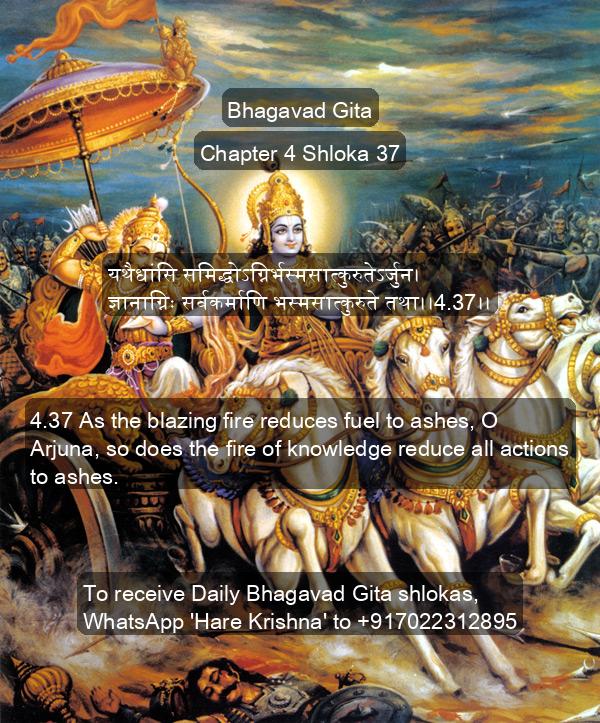 Bhagavad Gita
Chapter 4 Shloka 37
यथैधांसि समिद्धोऽग्निर्भस्मसात्कुरुतेऽर्जुन।
ज्ञानाग्निः सर्वकर्माणि भस्मसात्कुरुते तथा।।4.37।।
4.37 As the blazing fire reduces fuel to ashes, O
Arjuna, so does the fire of knowledge reduce all actions
to ashes.
To receive Daily Bhagavad Gita shlokas,
WhatsApp 'Hare Krishna' to +917022312895